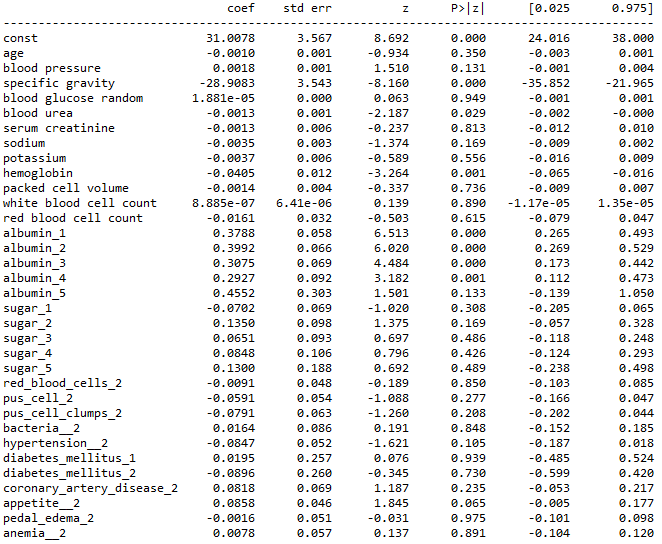 coef std err z P>|z| [0.025 0.975]
const 31.0078 3.567 8.692 0.000 24.016 38.000
age -0.0010 0.001 -0.934 0.350 -0.003 0.001
blood pressure 0.0018 0.001 1.510 0.131 -0.001 0.004
specific gravity -28.9083 3.543 -8.160 0.000 -35.852 -21.965
blood glucose random 1.881e-05 0.000 0.063 0.949 -0.001 0.001
blood urea -0.0013 0.001 -2.187 0.029 -0.002 -0.000
serum creatinine -0.0013 0.006 -0.237 0.813 -0.012 0.010
sodium -0.0035 0.003 -1.374 0.169 -0.009 0.002
potassium -0.0037 0.006 -0.589 0.556 -0.016 0.009
hemoglobin -0.0405 0.012 -3.264 0.001 -0.065 -0.016
packed cell volume -0.0014 0.004 -0.337 0.736 -0.009 0.007
white blood cell count 8.885e-07 6.41e-06 0.139 0.890 -1.17e-05 1.35e-05
red blood cell count -0.0161 0.032 -0.503 0.615 -0.079 0.047
albumin_1 0.3788 0.058 6.513 0.000 0.265 0.493
albumin_2 0.3992 0.066 6.020 0.000 0.269 0.529
albumin_3 0.3075 0.069 4.484 0.000 0.173 0.442
albumin_4 0.2927 0.092 3.182 0.001 0.112 0.473
albumin_5 0.4552 0.303 1.501 0.133 -0.139 1.050
sugar_1 -0.0702 0.069 -1.020 0.308 -0.205 0.065
sugar_2 0.1350 0.098 1.375 0.169 -0.057 0.328
sugar_3 0.0651 0.093 0.697 0.486 -0.118 0.248
sugar_4 0.0848 0.106 0.796 0.426 -0.124 0.293
sugar_5 0.1300 0.188 0.692 0.489 -0.238 0.498
red_blood_cells_2 -0.0091 0.048 -0.189 0.850 -0.103 0.085
pus_cell_2 -0.0591 0.054 -1.088 0.277 -0.166 0.047
pus_cell_clumps_2 -0.0791 0.063 -1.260 0.208 -0.202 0.044
bacteria__2 0.0164 0.086 0.191 0.848 -0.152 0.185
hypertension__2 -0.0847 0.052 -1.621 0.105 -0.187 0.018
diabetes_mellitus_1 0.0195 0.257 0.076 0.939 -0.485 0.524
diabetes_mellitus_2 -0.0896 0.260 -0.345 0.730 -0.599 0.420
coronary_artery_disease_2 0.0818 0.069 1.187 0.235 -0.053 0.217
appetite__2 0.0858 0.046 1.845 0.065 -0.005 0.177
pedal_edema_2 -0.0016 0.051 -0.031 0.975 -0.101 0.098
anemia__2 0.0078 0.057 0.137 0.891 -0.104 0.120